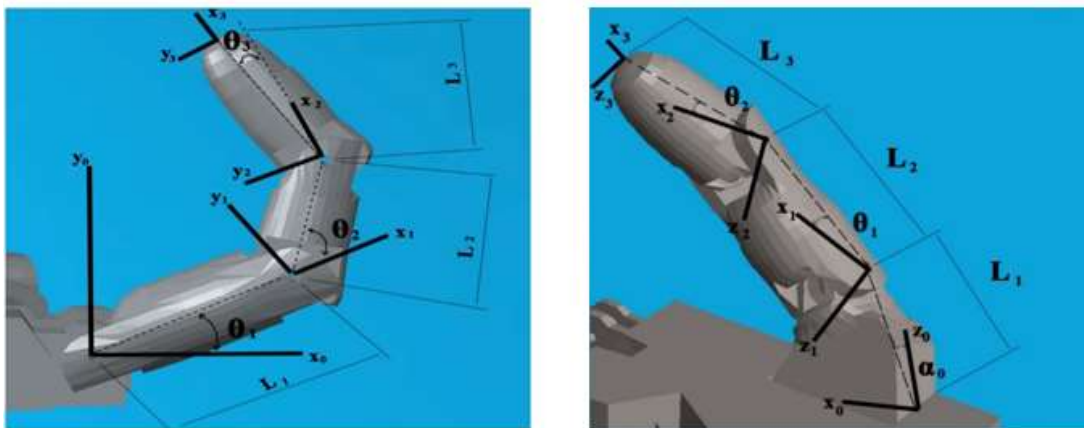 x₃
y₃
θ₃
L₃
x₂
y₀
y₂
y₁
x₁
θ₂
L₂
θ₁
x₀
L₁
x₃
z₃
L₃
θ₂
x₂
L₂
z₂
x₁
θ₁
L₁
z₁
z₀
α₀
x₀